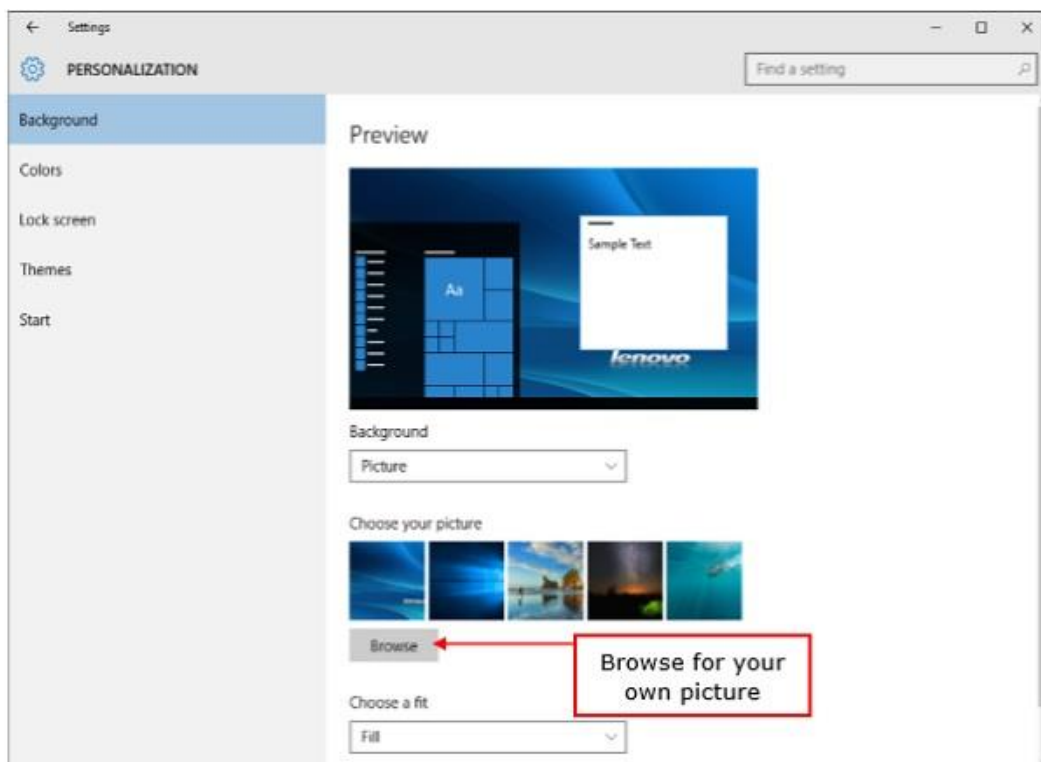 Settings
PERSONALIZATION
Find a setting
Background
Colors
Lock screen
Themes
Start
Preview
Sample Text
Aa
lenovo
Background
Picture
Choose your picture
Browse
Browse for your
own picture
Choose a fit
Fill